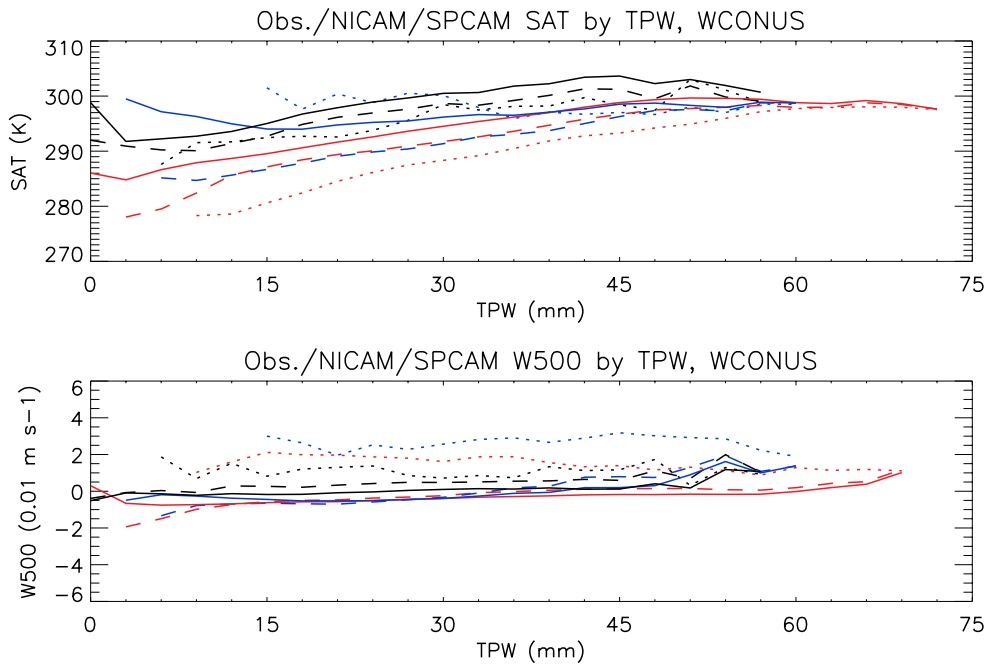 Obs./NICAM/SPCAM SAT by TPW, WCONUS
310
300
290
280
270
SAT (K)
0 15 30 45 60 75
TPW (mm)
Obs./NICAM/SPCAM W500 by TPW, WCONUS
6
4
2
0
-2
-4
-6
W500 (0.01 m s-1)
0 15 30 45 60 75
TPW (mm)